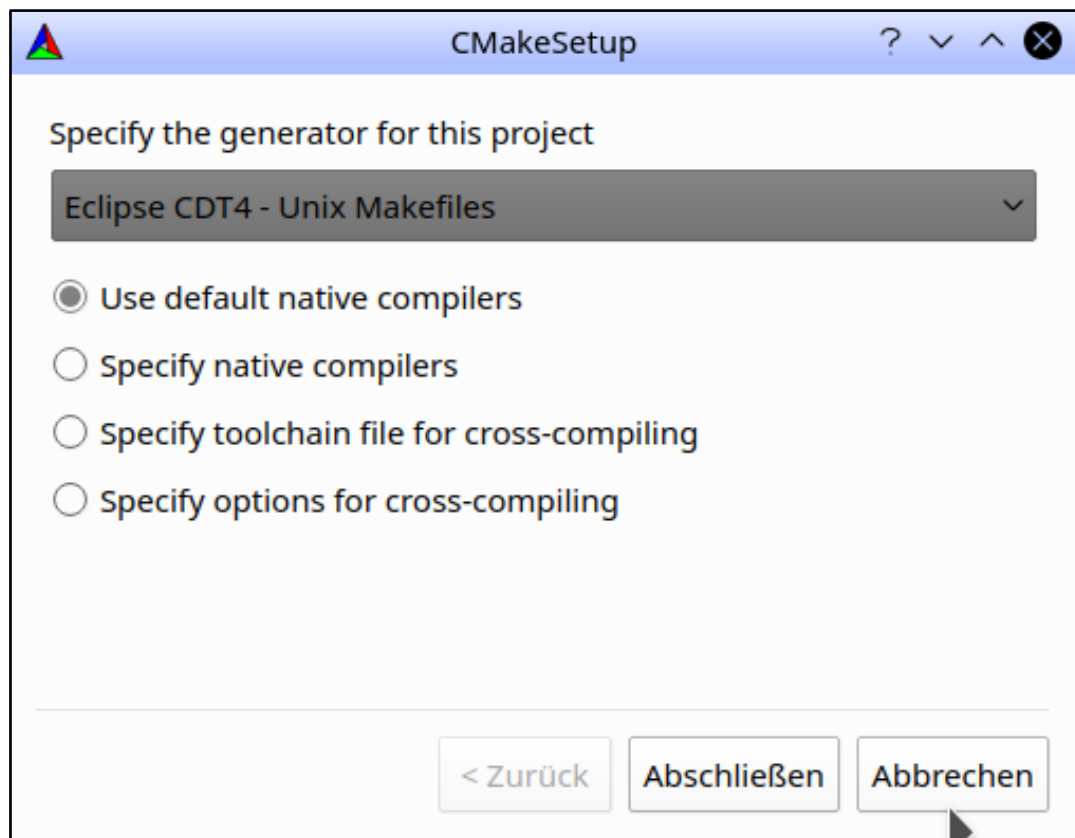 CMakeSetup
Specify the generator for this project
Eclipse CDT4 - Unix Makefiles
Use default native compilers
Specify native compilers
Specify toolchain file for cross-compiling
Specify options for cross-compiling
< Zurück Abschließen Abbrechen